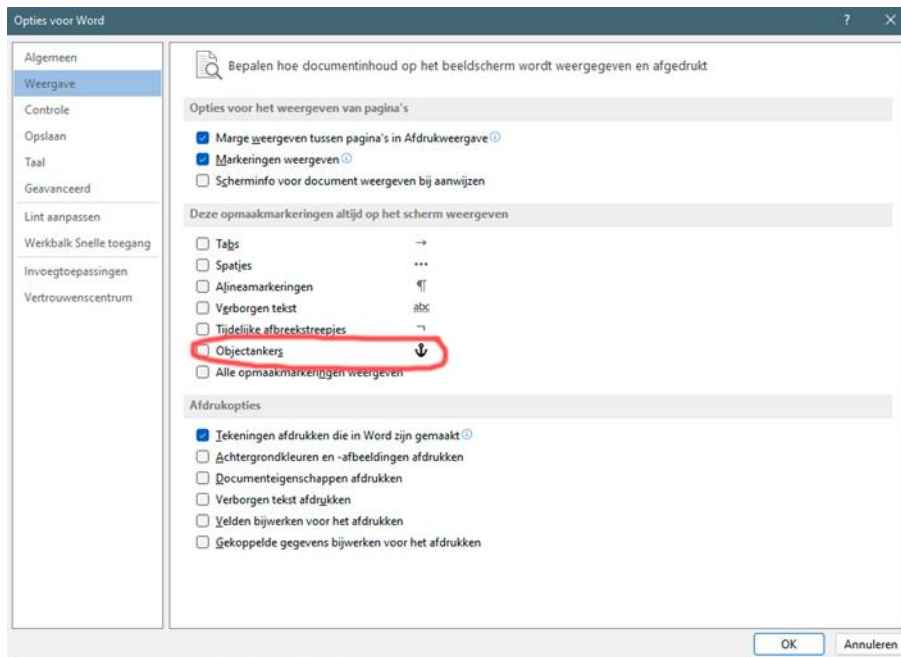 Opties voor Word
Algemeen
Weergave
Controle
Opslaan
Taal
Geavanceerd
Lint aanpassen
Werkbalk Snelle toegang
Invoegtoepassingen
Vertrouwenscentrum
Bepalen hoe documentinhoud op het beeldscherm wordt weergegeven en afgedrukt
Opties voor het weergeven van pagina's
Marge weergeven tussen pagina's in Afdrukweergave
Markeringen weergeven
Scherminfo voor document weergeven bij aanwijzen
Deze opmaakmarkeringen altijd op het scherm weergeven
Tabs →
Spaties •••
Alineamarkeringen ¶
Verborgen tekst abc
Tijdelijke afbreekstreepjes ¬
Objectankers
Alle opmaakmarkeringen weergeven
Afdrukopties
Tekeningen afdrukken die in Word zijn gemaakt
Achtergrondkleuren en -afbeeldingen afdrukken
Documenteigenschappen afdrukken
Verborgen tekst afdrukken
Velden bijwerken voor het afdrukken
Gekoppelde gegevens bijwerken voor het afdrukken
OK Annuleren